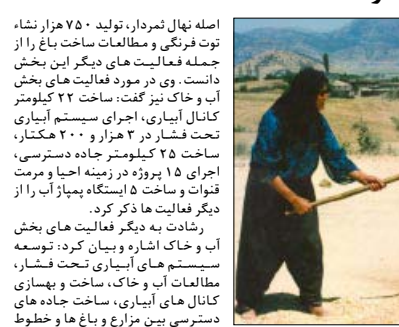 اصله نهال ثمردار، تولید ۷۵۰ هزار نشاء
توت فرنگی و مطالعات ساخت باغ را از
جمله فعالیت های دیگر این بخش
دانست. وی در مورد فعالیت های بخش
آب و خاک نیز گفت: ساخت ۲۲ کیلومتر
کانال آبیاری، اجرای سیستم آبیاری
تحت فشار در ۳ هزار و ۲۰۰ هکتار،
ساخت ۲۵ کیلومتر جاده دسترسی،
اجرای ۱۵ پروژه در زمینه احیا و مرمت
قنوات و ساخت ۵ ایستگاه پمپاژ آب را از
دیگر فعالیت ها ذکر کرد.
رشادت به دیگر فعالیت های بخش
آب و خاک اشاره و بیان کرد: توسعه
سیستم های آبیاری تحت فشار،
مطالعات آب و خاک، ساخت و بهسازی
کانال های آبیاری، ساخت جاده های
دسترسی بین مزارع و باغ ها و خطوط